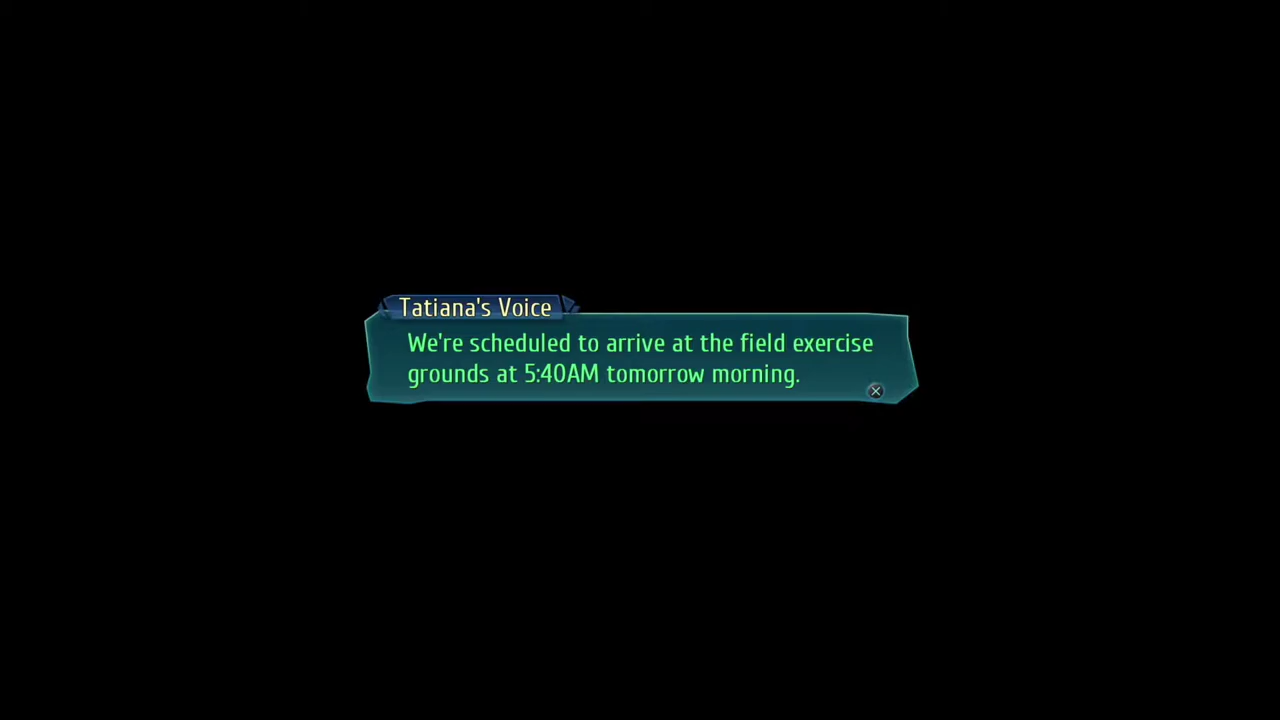 Tatiana's Voice
We're scheduled to arrive at the field exercise
grounds at 5:40AM tomorrow morning.